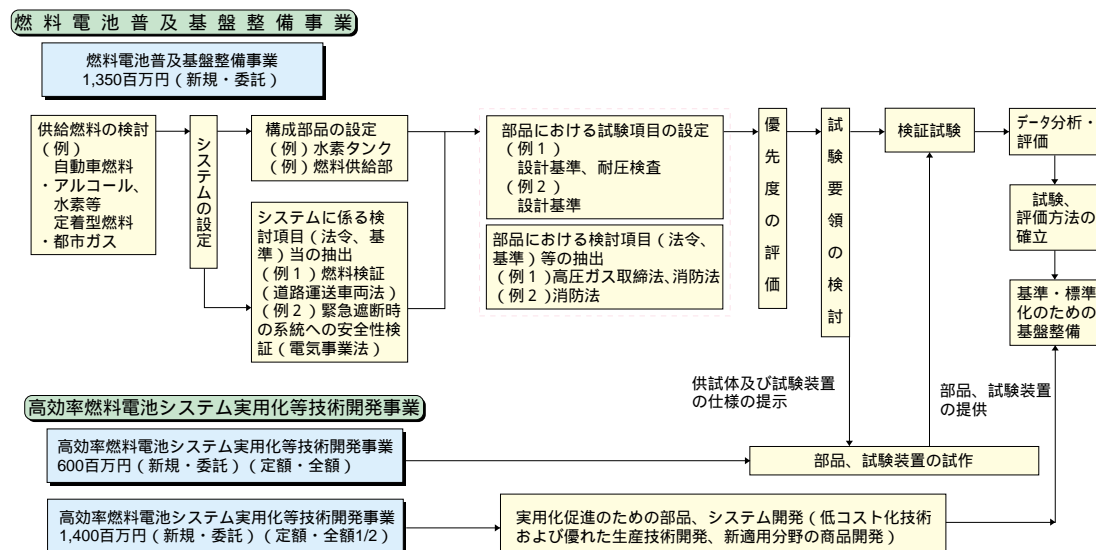 燃料電池普及基盤整備事業
燃料電池普及基盤整備事業
1,350百万円（新規・委託）
供給燃料の検討
（例）
自動車燃料
・アルコール、
水素等
定着型燃料
・都市ガス
システムの設定
構成部品の設定
（例）水素タンク
（例）燃料供給部
システムに係る検
討項目（法令、基
準）当の抽出
（例１）燃料検証
（道路運送車両法）
（例２）緊急遮断時
の系統への安全性検
証（電気事業法）
部品における試験項目の設定
（例１）
設計基準、耐圧検査
（例２）
設計基準
部品における検討項目（法令、
基準）等の抽出
（例１）高圧ガス取締法、消防法
（例２）消防法
優先度の評価
試験要領の検討
検証試験
データ分析・
評価
試験、
評価方法の
確立
基準・標準
化のための
基盤整備
供試体及び試験装置
の仕様の提示
部品、試験装置
の提供
高効率燃料電池システム実用化等技術開発事業
高効率燃料電池システム実用化等技術開発事業
600百万円（新規・委託）（定額・全額）
部品、試験装置の試作
高効率燃料電池システム実用化等技術開発事業
1,400百万円（新規・委託）（定額・全額1/2）
実用化促進のための部品、システム開発（低コスト化技術
および優れた生産技術開発、新適用分野の商品開発）